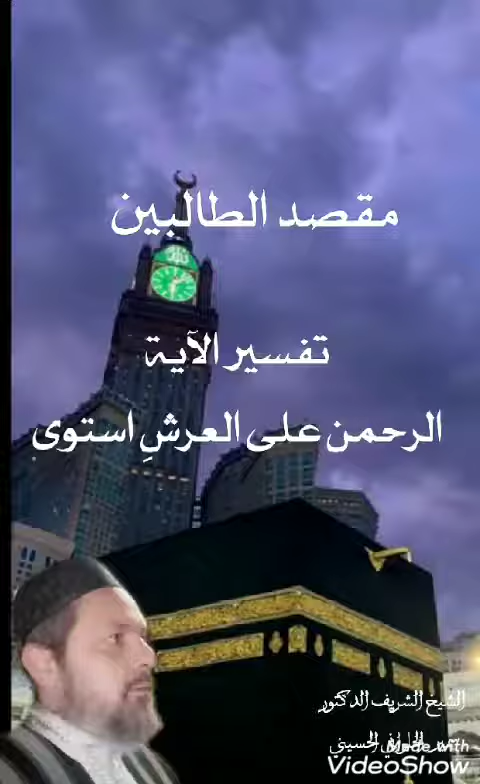 مقصد الطالبين
تفسير الآية
الرحمن على العرشِ استوى
الشيخ الشريف الدكتور
الحسيني
Made with
VideoShow